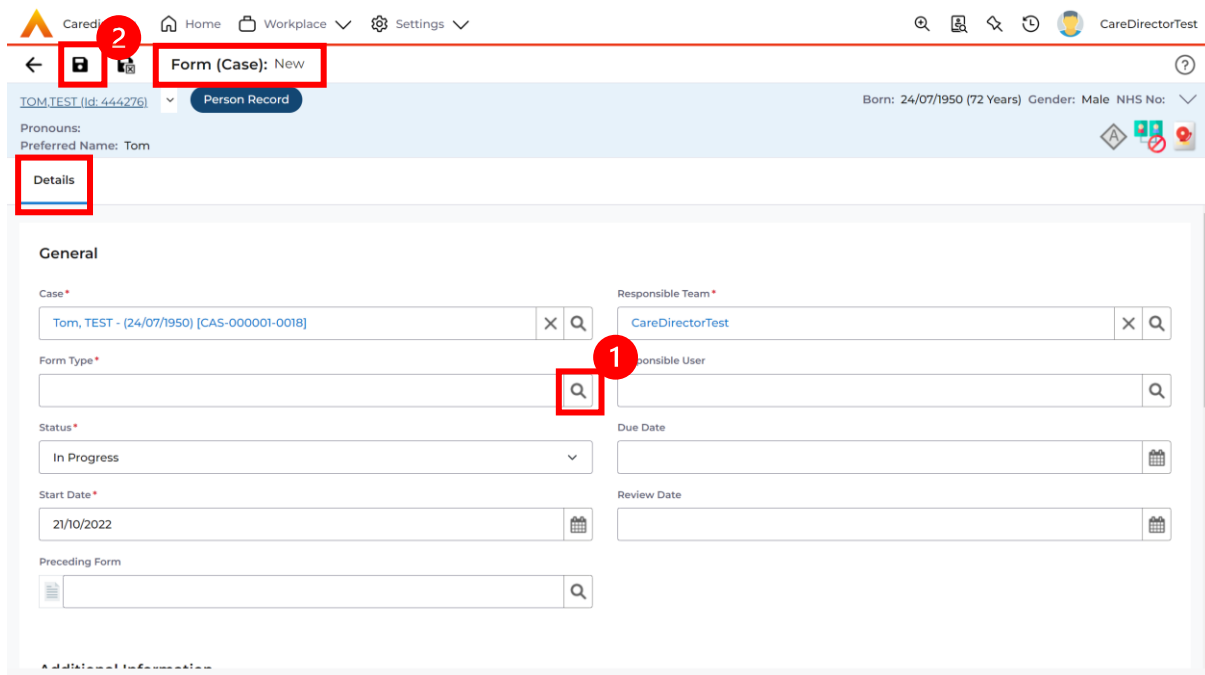 Caredi Home Workplace Settings CareDirectorTest
2
Form (Case): New
TOM,TEST (Id: 444276) Person Record Born: 24/07/1950 (72 Years) Gender: Male NHS No:
Pronouns:
Preferred Name: Tom
A
Details
General
Case* Responsible Team*
Tom, TEST - (24/07/1950) [CAS-000001-0018] CareDirectorTest
Form Type* 1 ponsible User
Status* Due Date
In Progress
Start Date* Review Date
21/10/2022
Preceding Form
Additional Information